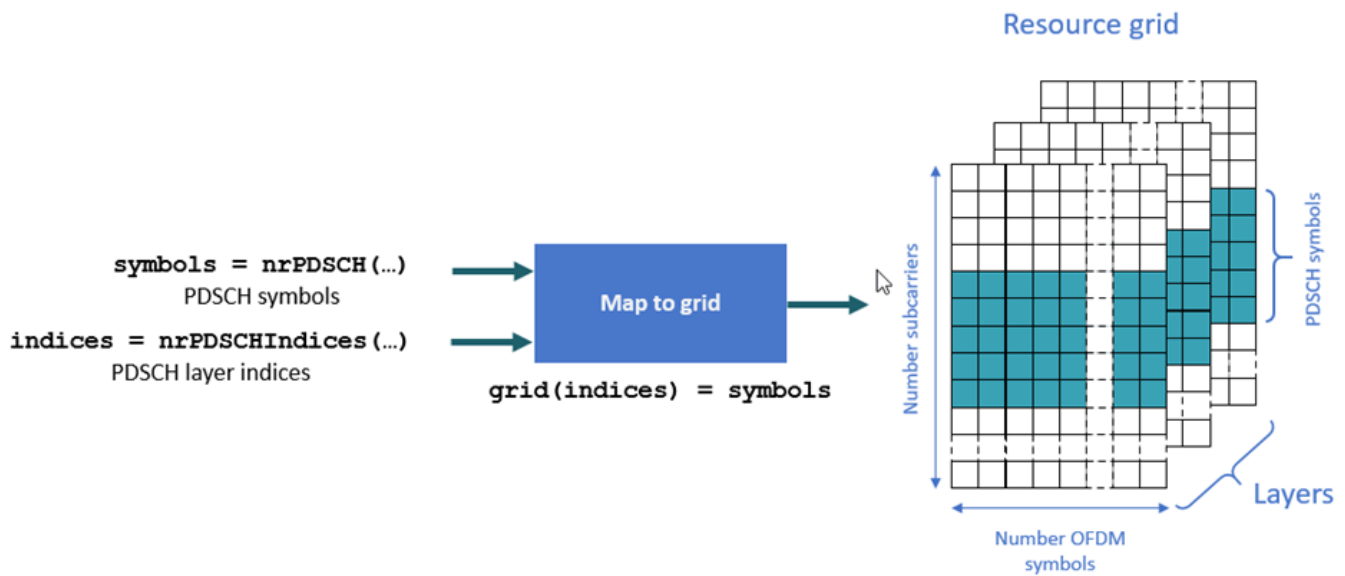 Resource grid
symbols = nrPDSCH(…)
PDSCH symbols
indices = nrPDSCHIndices(…)
PDSCH layer indices
Map to grid
grid(indices) = symbols
Number subcarriers
PDSCH symbols
Layers
Number OFDM
symbols